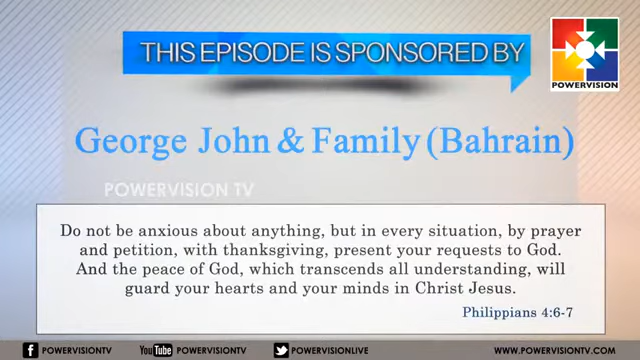 THIS EPISODE IS SPONSORED BY
POWERVISION
George John & Family (Bahrain)
POWERVISION TV
Do not be anxious about anything, but in every situation, by prayer
and petition, with thanksgiving, present your requests to God.
And the peace of God, which transcends all understanding, will
guard your hearts and your minds in Christ Jesus.
Philippians 4:6-7
f POWERVISIONTV YouTube POWERVISIONTV POWERVISIONLIVE WWW.POWERVISIONTV.COM